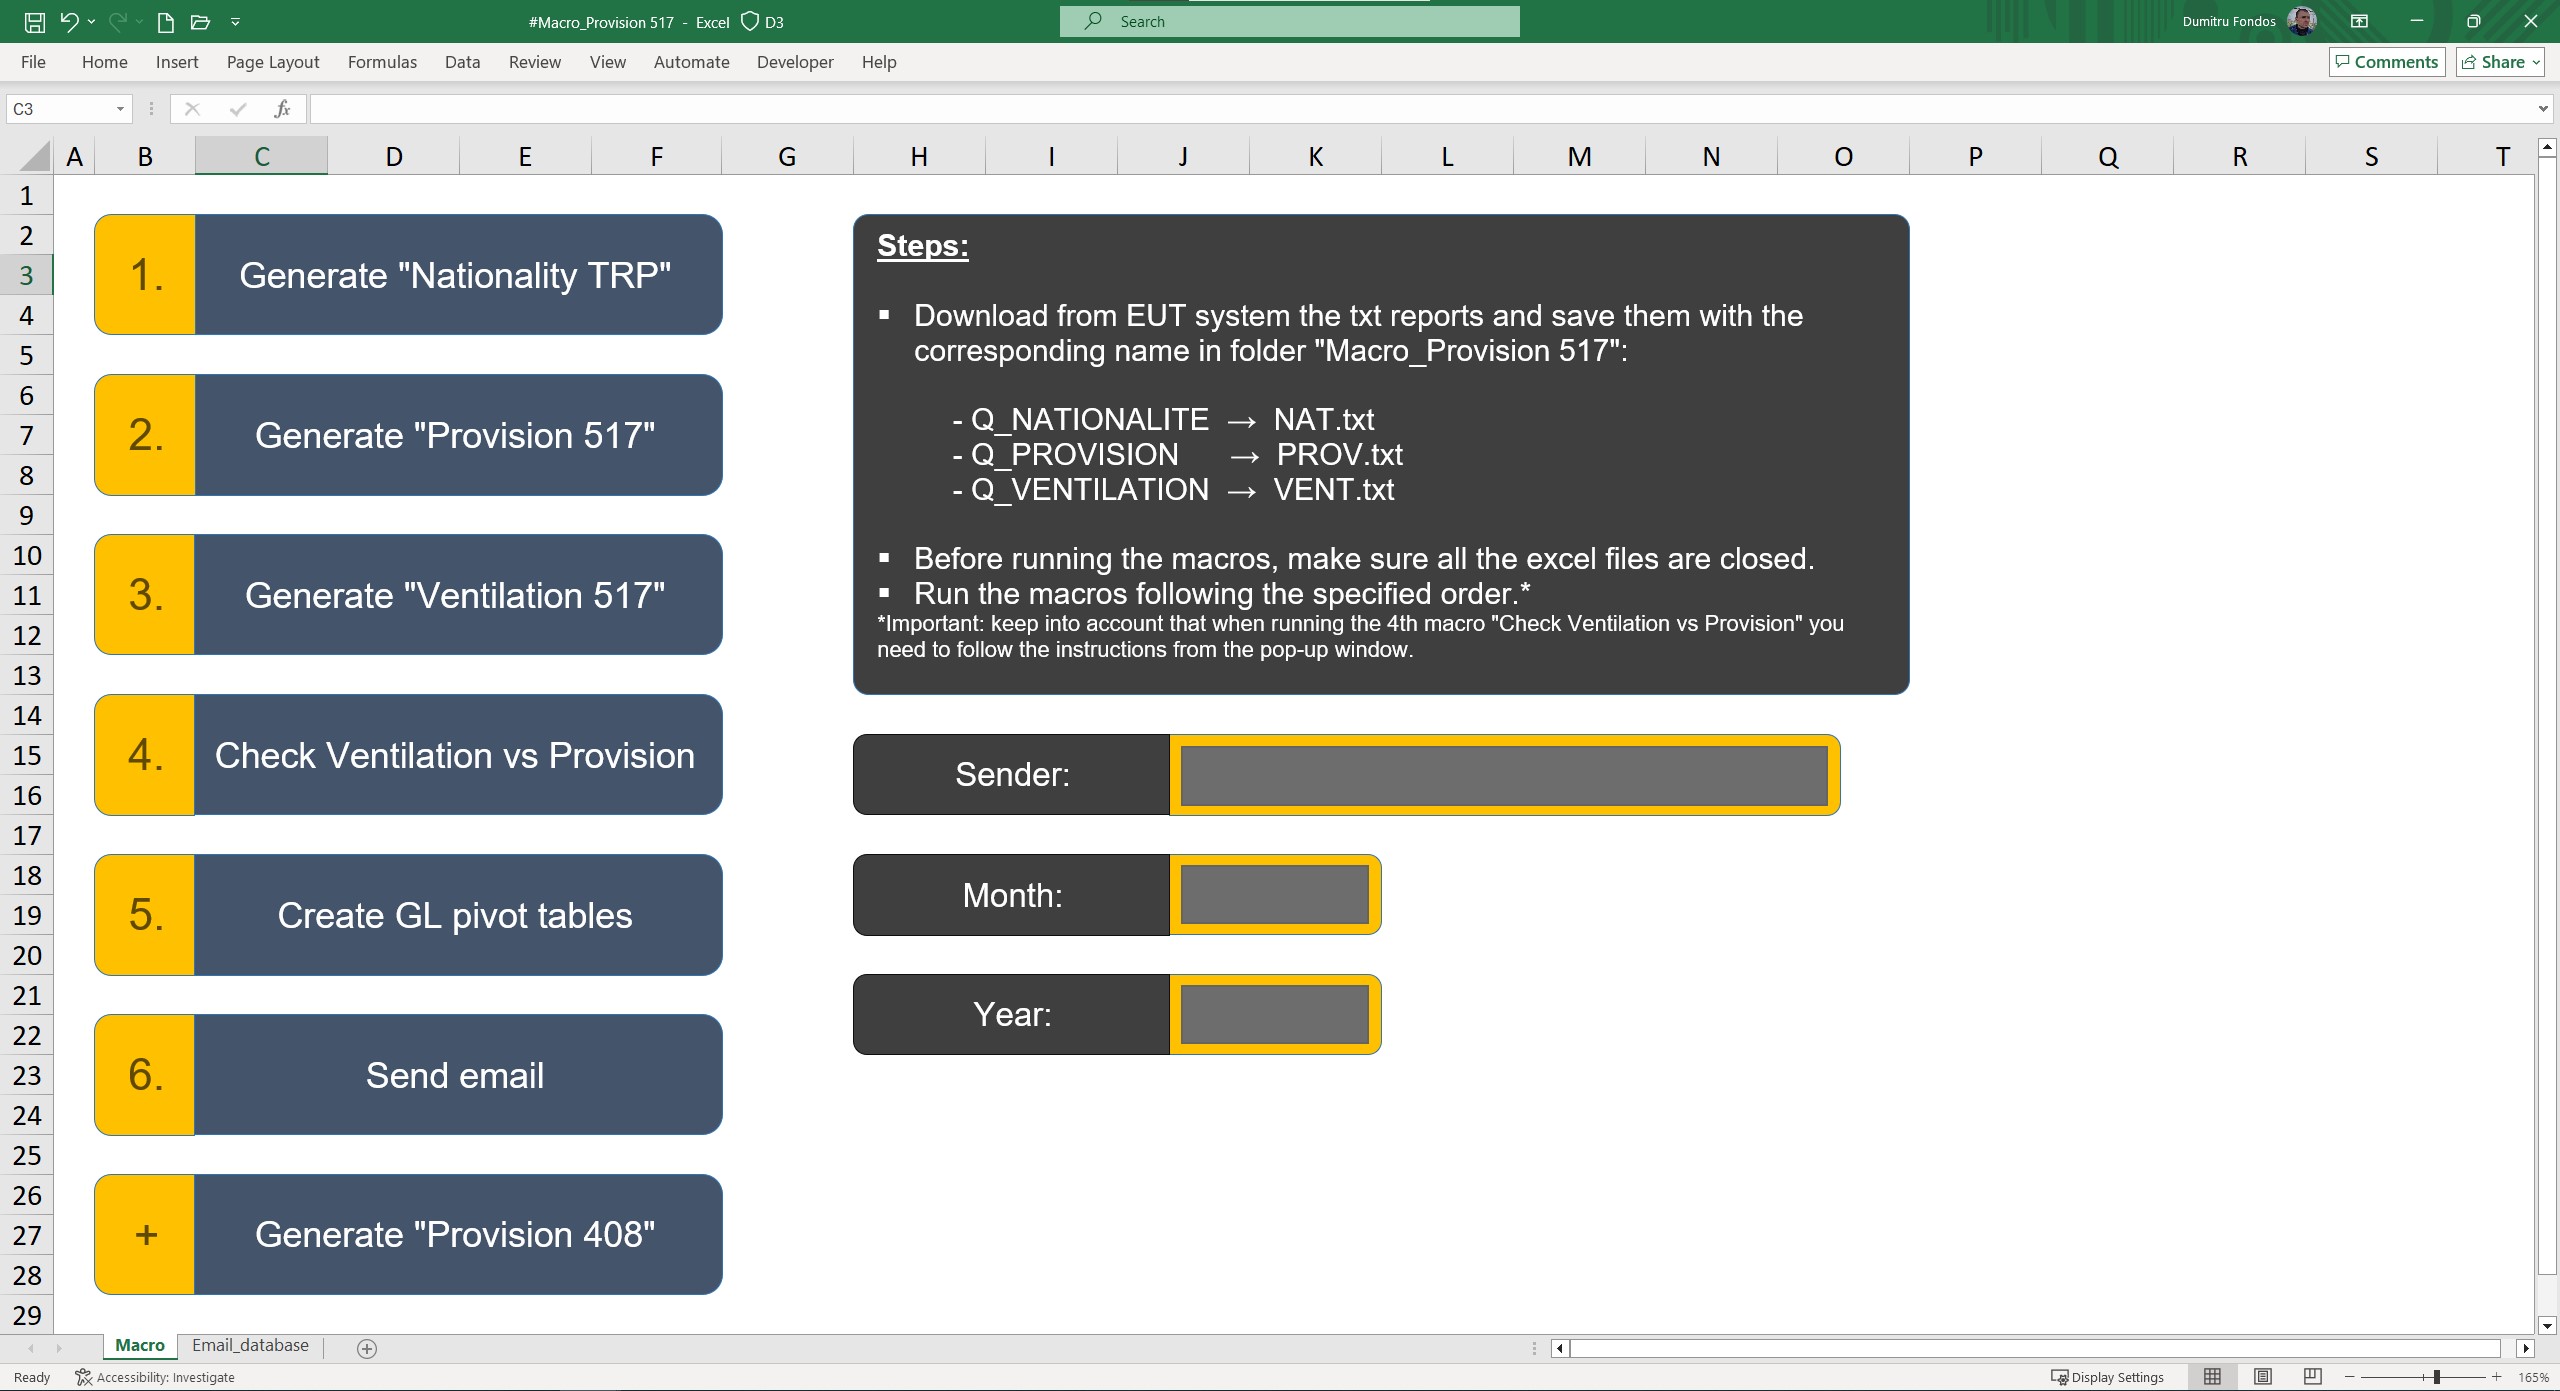 #Macro_Provision 517 - Excel D3
Search
Dumitru Fondos
File Home Insert Page Layout Formulas Data Review View Automate Developer Help
Comments Share
C3
fx
A B C D E F G H I J K L M N O P Q R S T
1
2
3
4
5
6
7
8
9
10
11
12
13
14
15
16
17
18
19
20
21
22
23
24
25
26
27
28
29
1. Generate "Nationality TRP"
2. Generate "Provision 517"
3. Generate "Ventilation 517"
4. Check Ventilation vs Provision
5. Create GL pivot tables
6. Send email
+ Generate "Provision 408"
Steps:
▪ Download from EUT system the txt reports and save them with the
corresponding name in folder "Macro_Provision 517":
- Q_NATIONALITE → NAT.txt
- Q_PROVISION → PROV.txt
- Q_VENTILATION → VENT.txt
▪ Before running the macros, make sure all the excel files are closed.
▪ Run the macros following the specified order.*
*Important: keep into account that when running the 4th macro "Check Ventilation vs Provision" you
need to follow the instructions from the pop-up window.
Sender:
Month:
Year:
Macro Email_database
Ready Accessibility: Investigate
Display Settings
165%